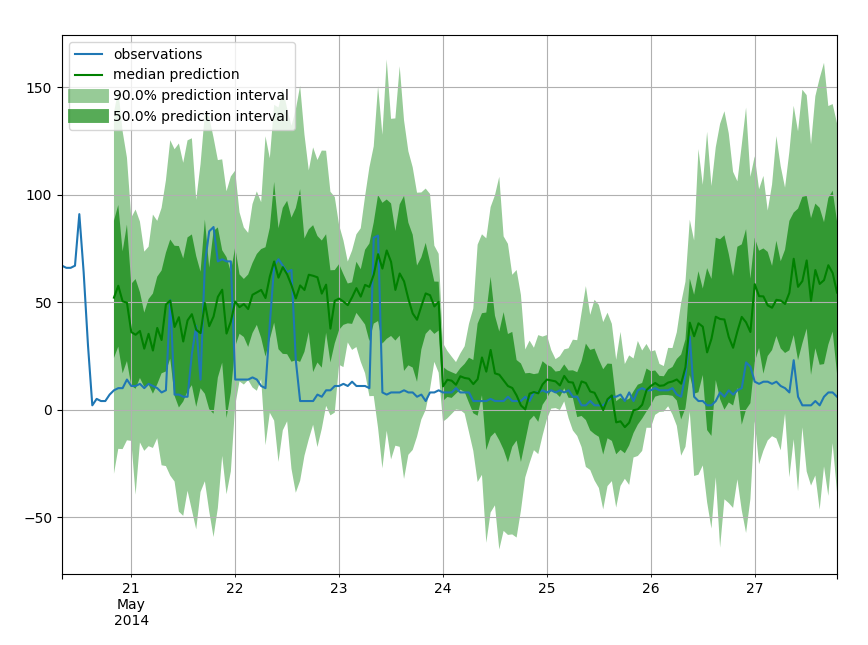 observations
median prediction
90.0% prediction interval
50.0% prediction interval
150
100
50
0
−50
21 22 23 24 25 26 27
May
2014